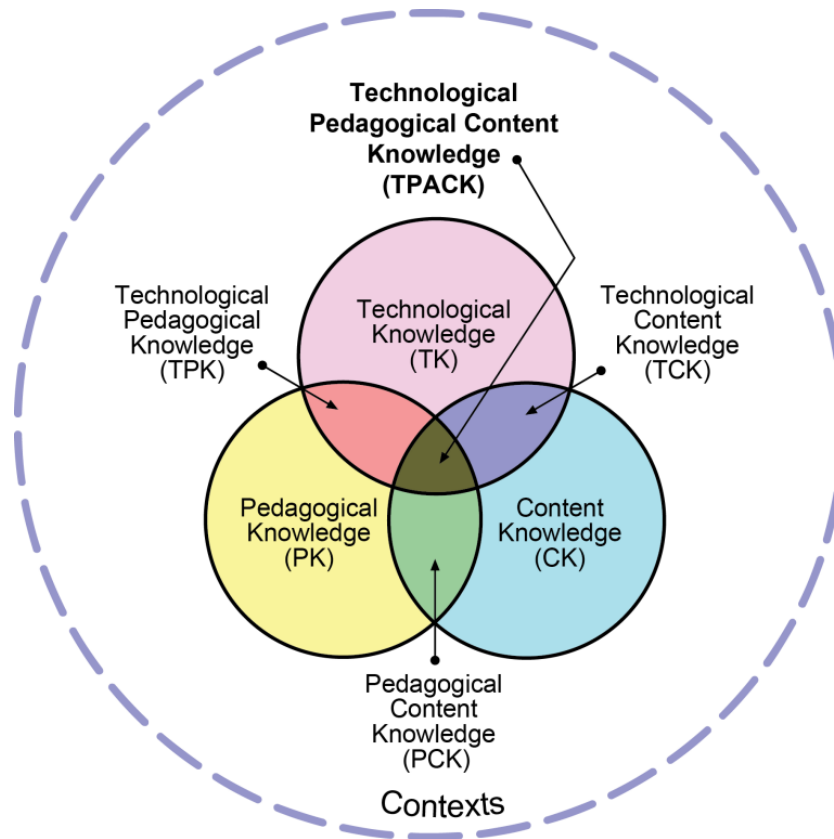 Technological
Pedagogical Content
Knowledge
(TPACK)
Technological
Pedagogical
Knowledge
(TPK)
Technological
Knowledge
(TK)
Technological
Content
Knowledge
(TCK)
Pedagogical
Knowledge
(PK)
Content
Knowledge
(CK)
Pedagogical
Content
Knowledge
(PCK)
Contexts